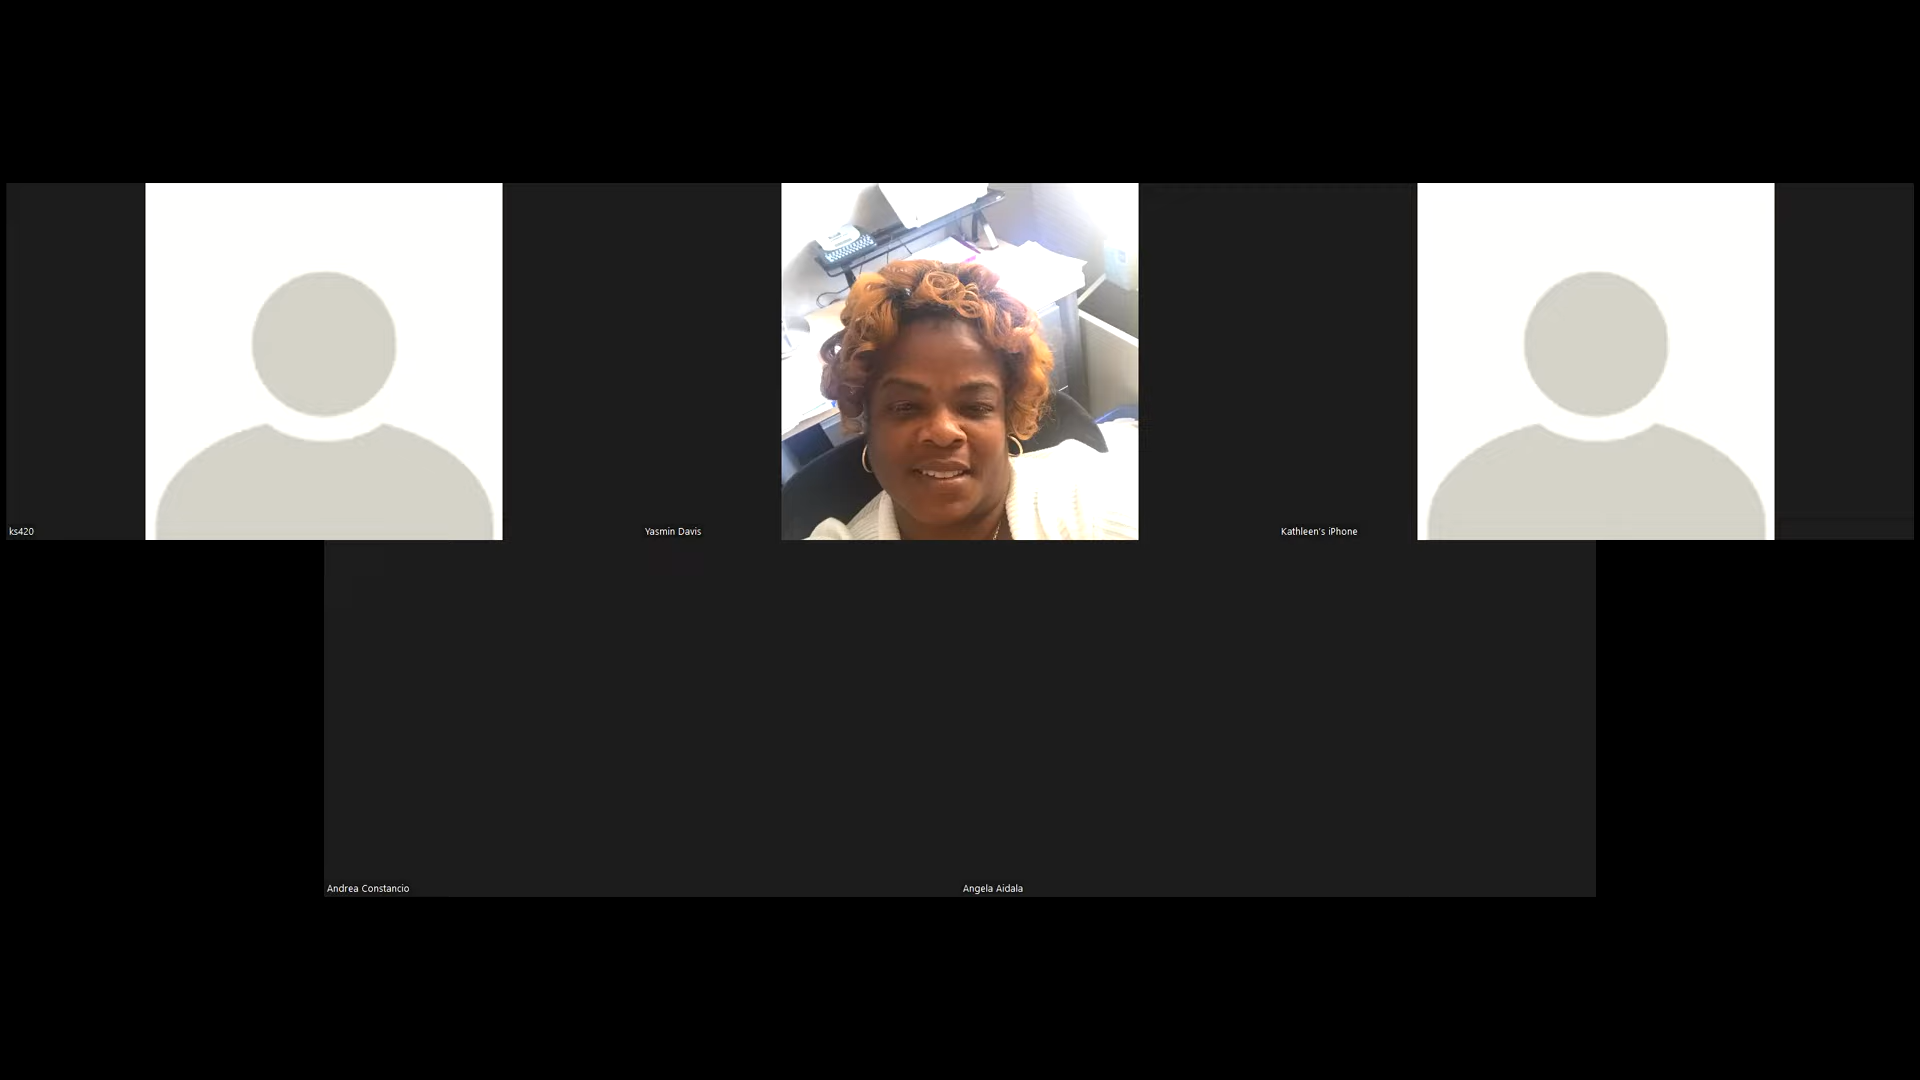 ks420
Yasmin Davis
Kathleen's iPhone
Andrea Constancio
Angela Aidala